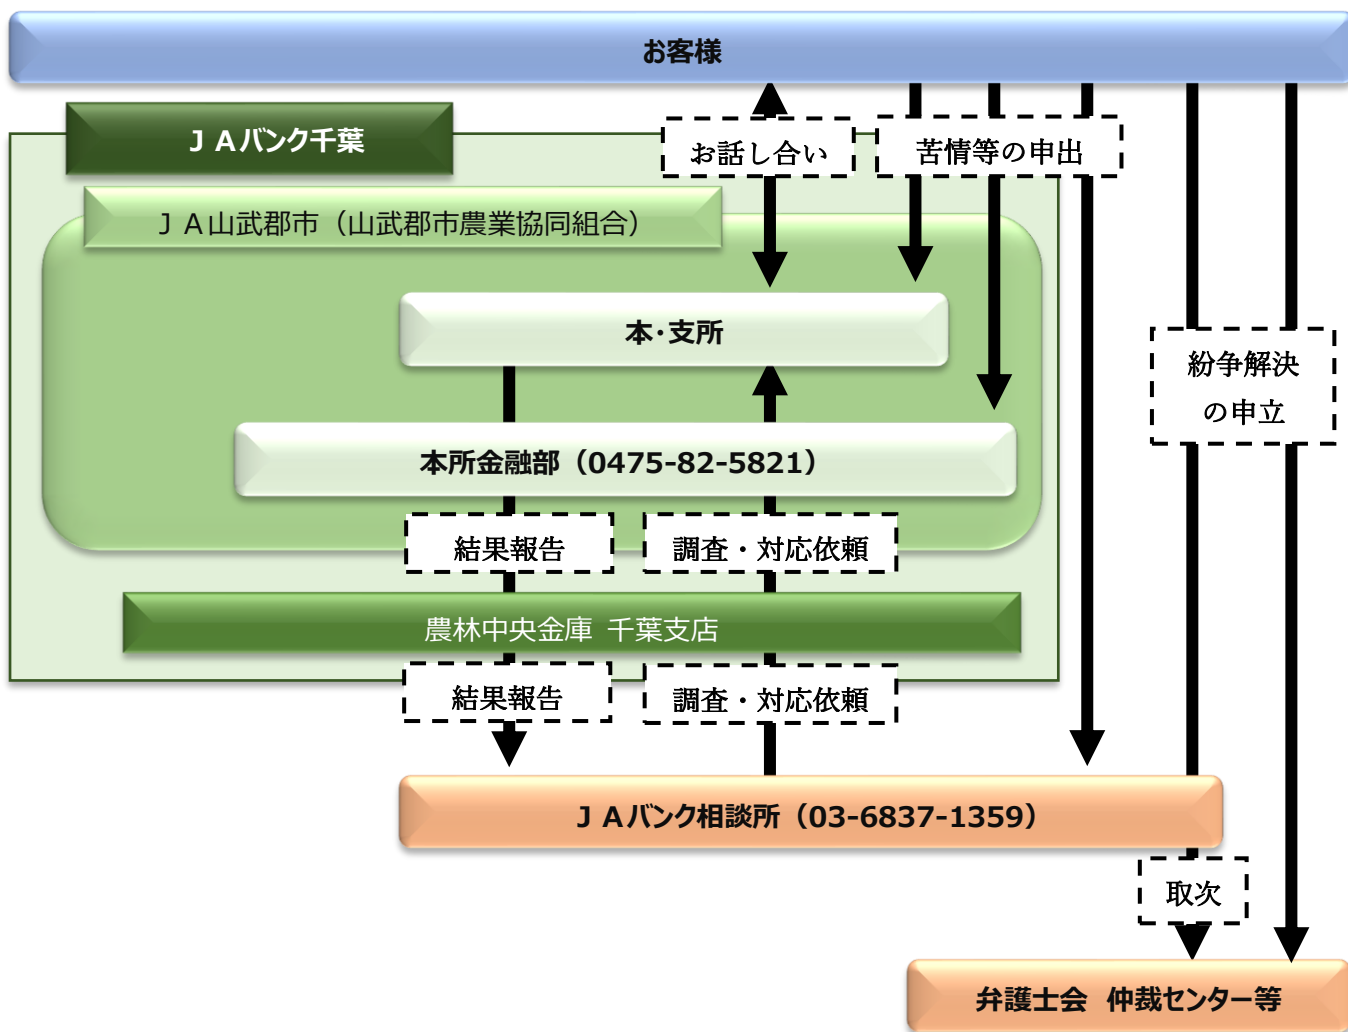 お客様
ＪＡバンク千葉
お話し合い
苦情等の申出
ＪＡ山武郡市（山武郡市農業協同組合）
本・支所
紛争解決
の申立
本所金融部（0475-82-5821）
結果報告
調査・対応依頼
農林中央金庫 千葉支店
結果報告
調査・対応依頼
ＪＡバンク相談所（03-6837-1359）
取次
弁護士会 仲裁センター等